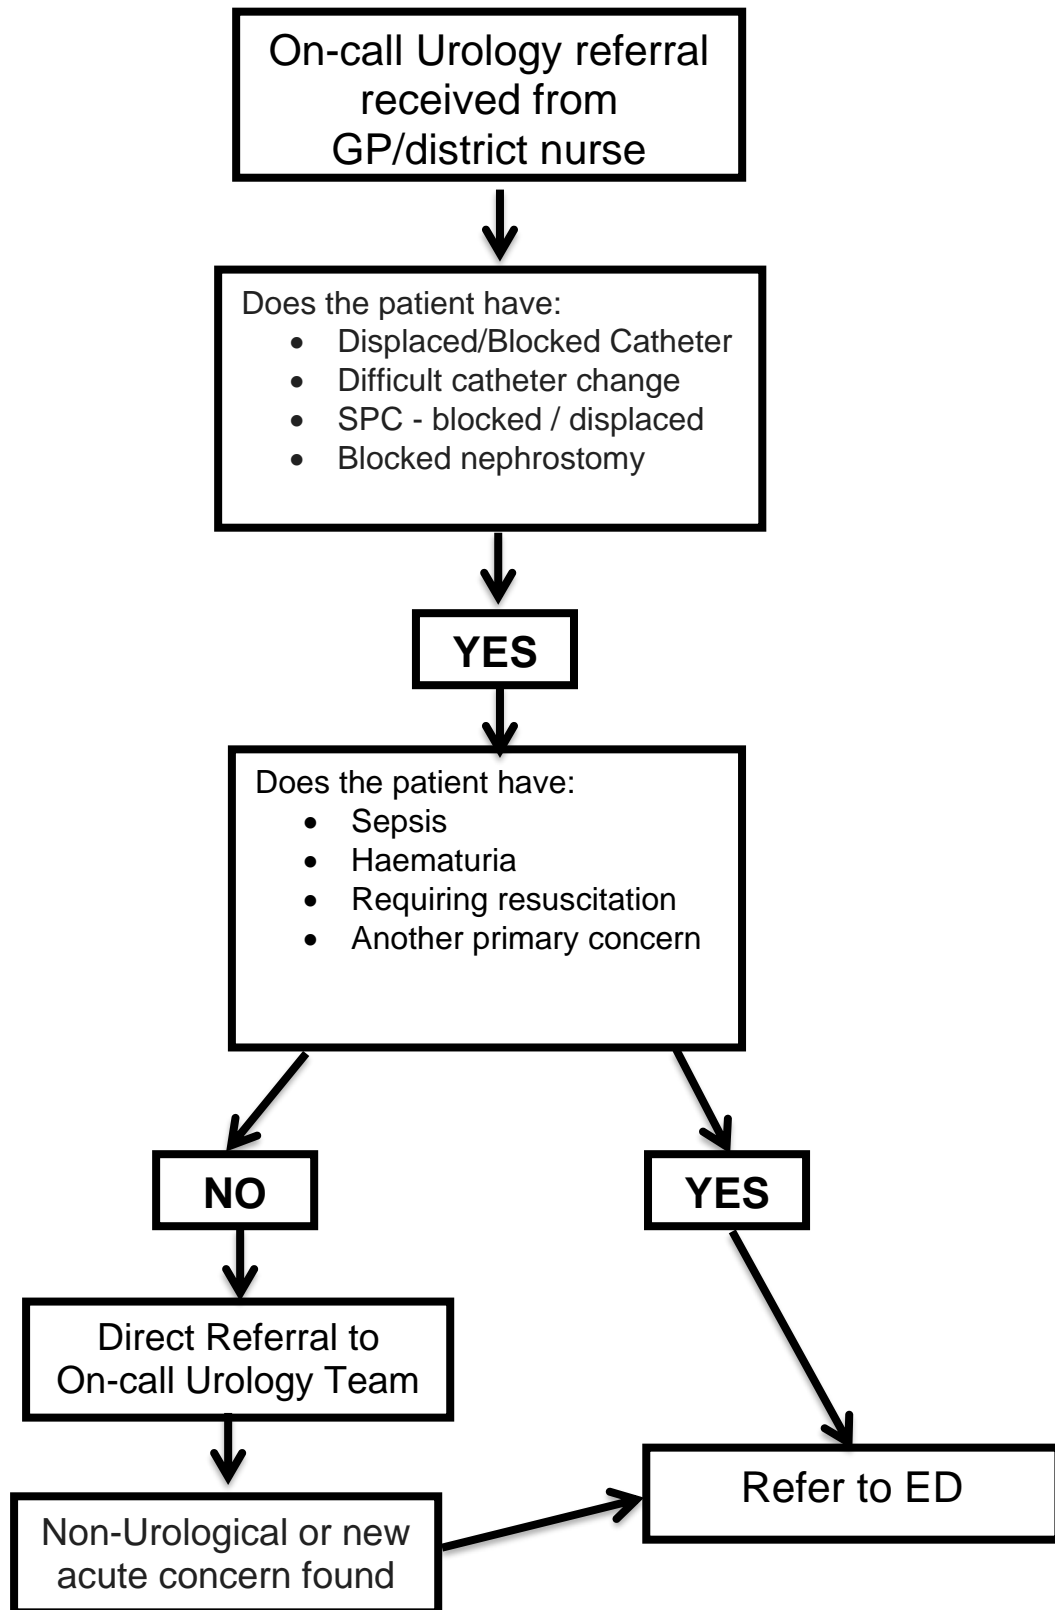 On-call Urology referral
received from
GP/district nurse
Does the patient have:
• Displaced/Blocked Catheter
• Difficult catheter change
• SPC - blocked / displaced
• Blocked nephrostomy
YES
Does the patient have:
• Sepsis
• Haematuria
• Requiring resuscitation
• Another primary concern
NO
YES
Direct Referral to
On-call Urology Team
Refer to ED
Non-Urological or new
acute concern found